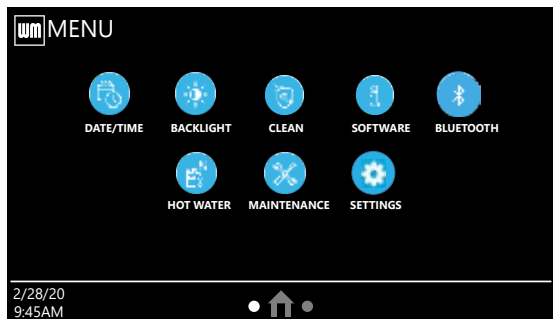 wm MENU
DATE/TIME BACKLIGHT CLEAN SOFTWARE BLUETOOTH
HOT WATER MAINTENANCE SETTINGS
2/28/20
9:45AM